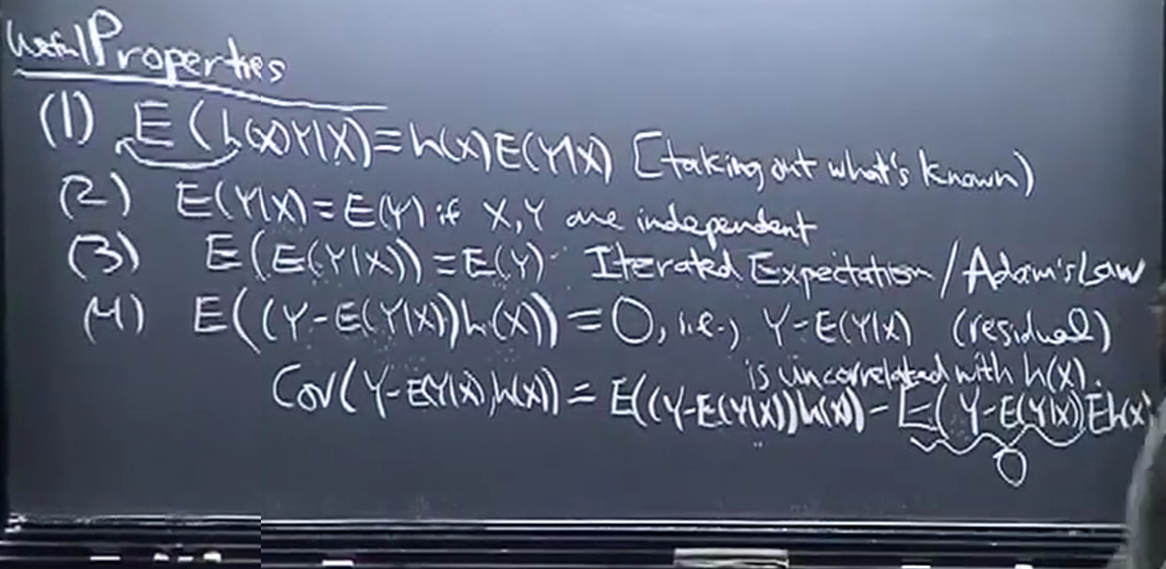 Useful Properties
(1) E(h(X)Y|X) = h(X)E(Y|X) [taking out what's known)
(2) E(Y|X) = E(Y) if X,Y are independent
(3) E(E(Y|X)) = E(Y) Iterated Expectation / Adam's Law
(4) E((Y-E(Y|X))h(X)) = 0, i.e., Y-E(Y|X) (residual)
is uncorrelated with h(X).
Cov(Y-E(Y|X),h(X)) = E((Y-E(Y|X))h(X)) - E(Y-E(Y|X))Eh(X)
0